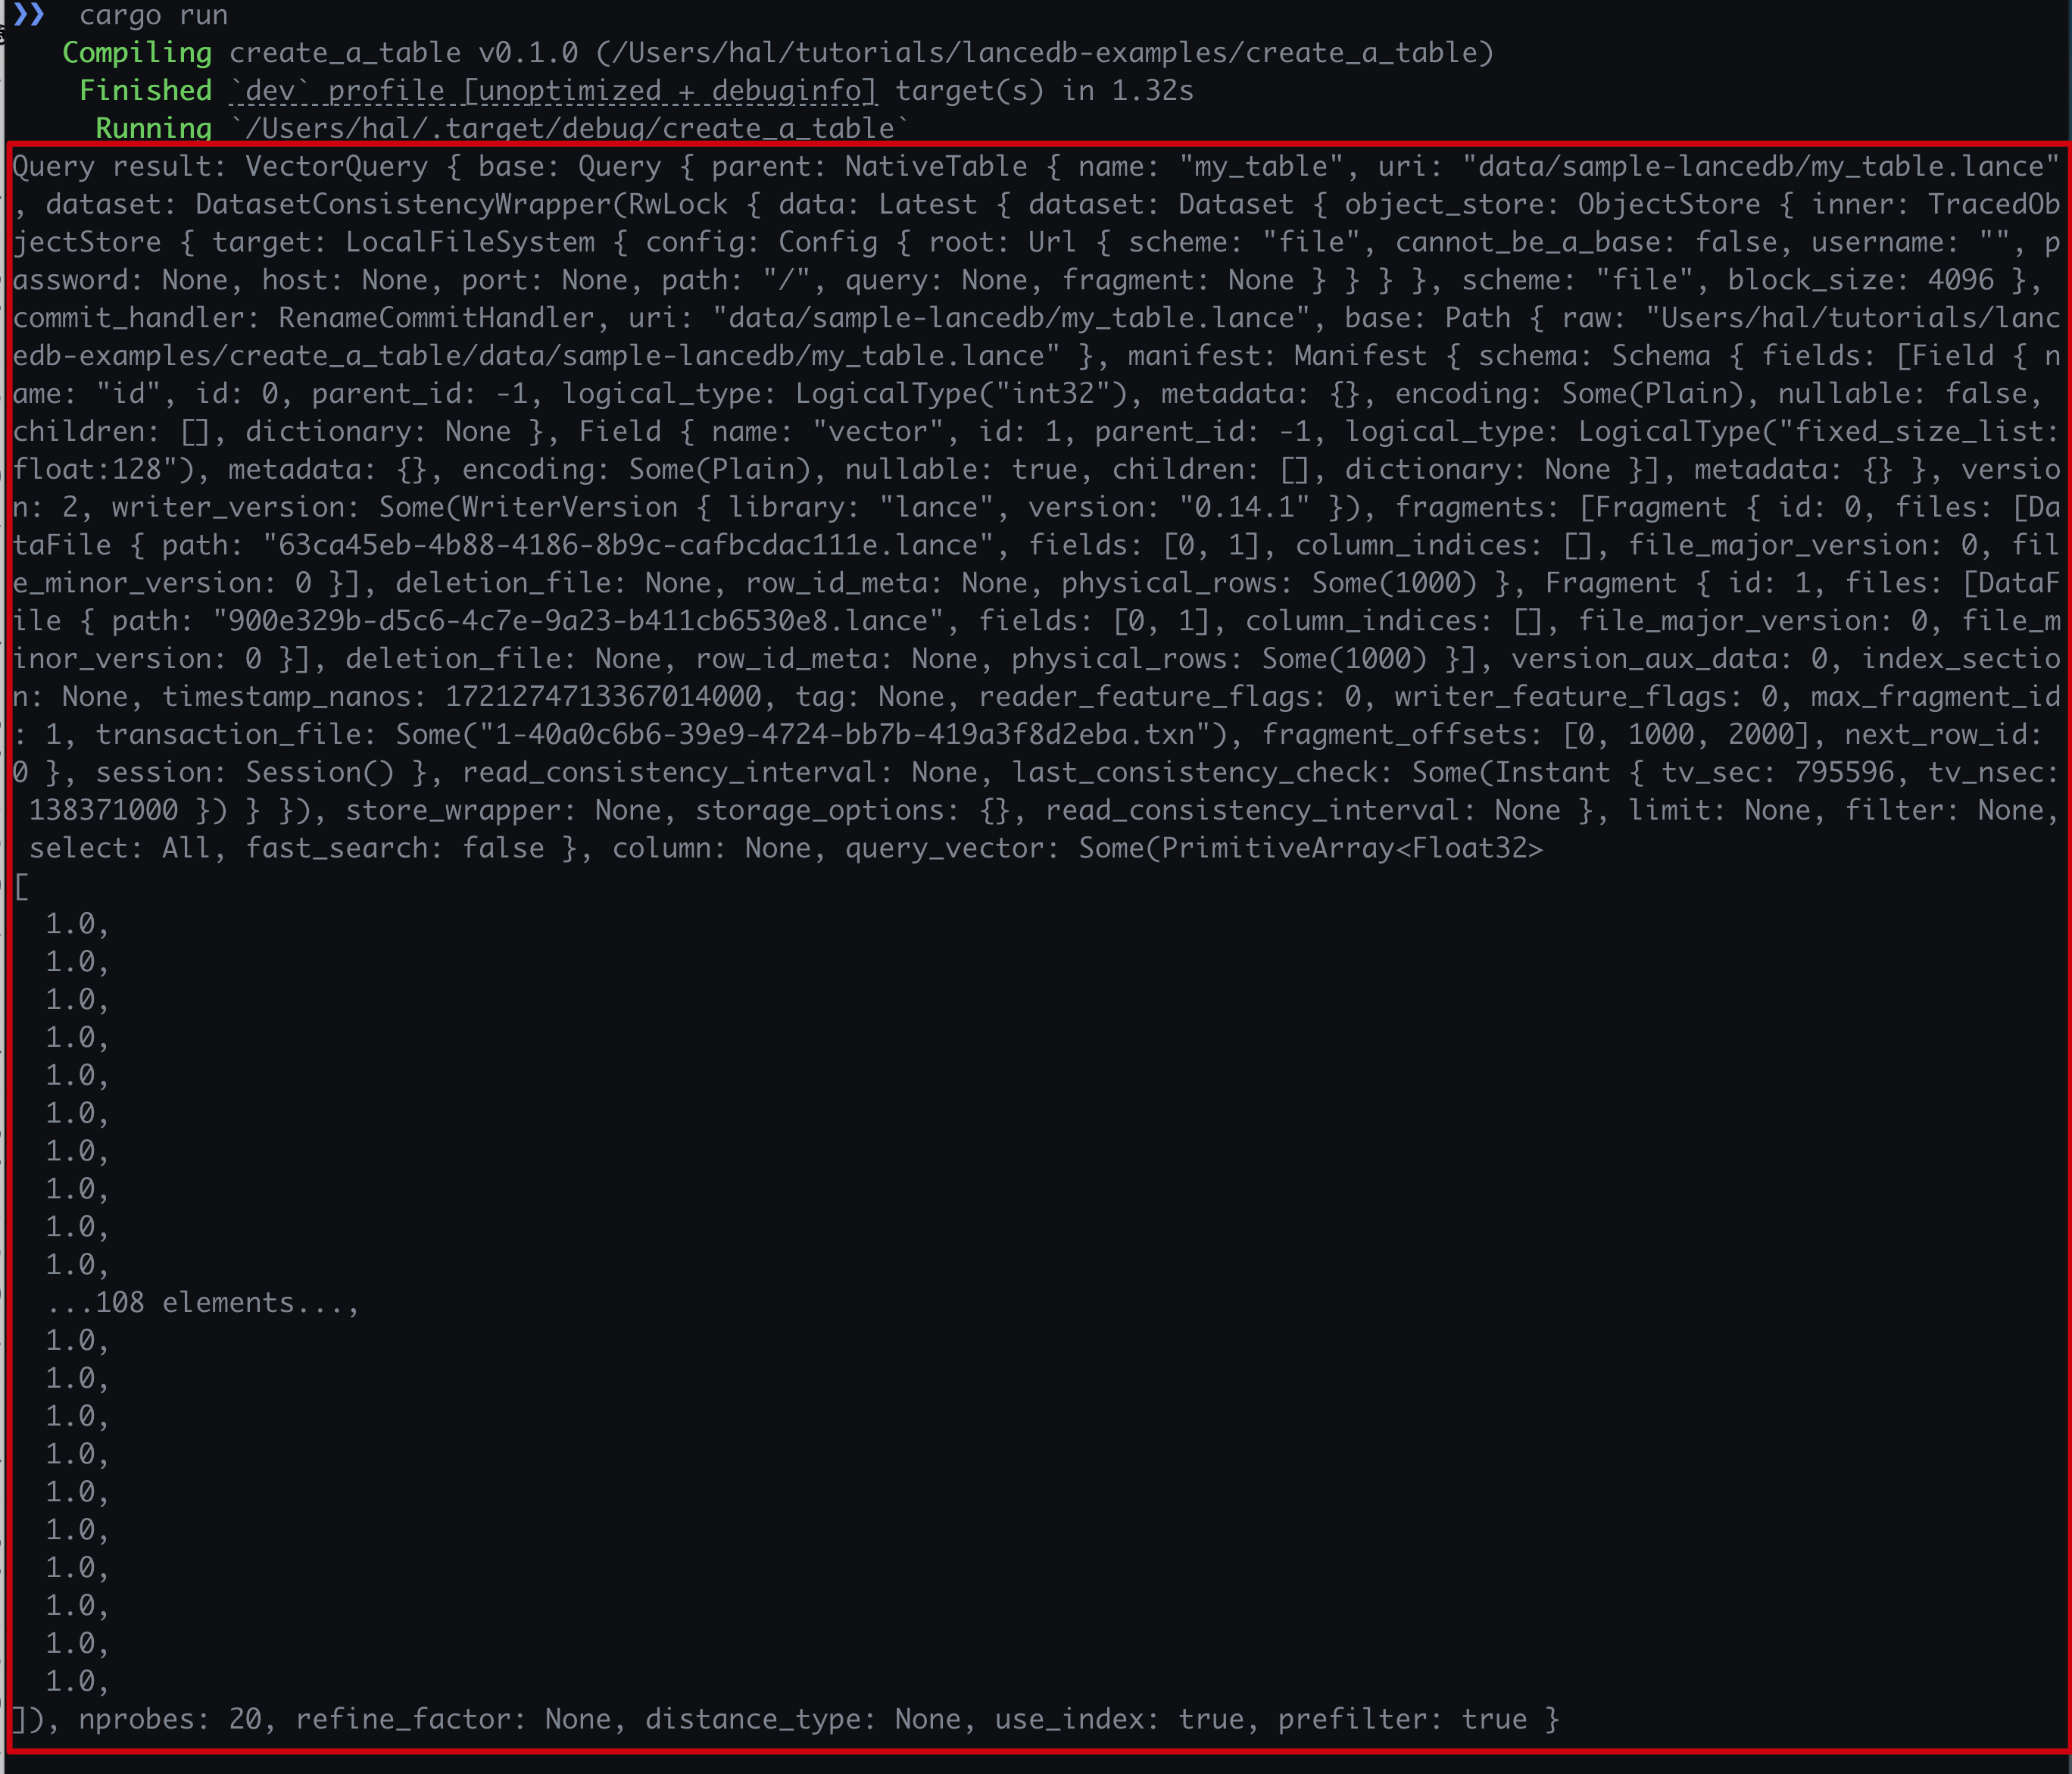 ❯❯  cargo run
   Compiling create_a_table v0.1.0 (/Users/hal/tutorials/lancedb-examples/create_a_table)
    Finished `dev` profile [unoptimized + debuginfo] target(s) in 1.32s
     Running `/Users/hal/.target/debug/create_a_table`
Query result: VectorQuery { base: Query { parent: NativeTable { name: "my_table", uri: "data/sample-lancedb/my_table.lance"
, dataset: DatasetConsistencyWrapper(RwLock { data: Latest { dataset: Dataset { object_store: ObjectStore { inner: TracedOb
jectStore { target: LocalFileSystem { config: Config { root: Url { scheme: "file", cannot_be_a_base: false, username: "", p
assword: None, host: None, port: None, path: "/", query: None, fragment: None } } } }, scheme: "file", block_size: 4096 },
commit_handler: RenameCommitHandler, uri: "data/sample-lancedb/my_table.lance", base: Path { raw: "Users/hal/tutorials/lanc
edb-examples/create_a_table/data/sample-lancedb/my_table.lance" }, manifest: Manifest { schema: Schema { fields: [Field { n
ame: "id", id: 0, parent_id: -1, logical_type: LogicalType("int32"), metadata: {}, encoding: Some(Plain), nullable: false,
children: [], dictionary: None }, Field { name: "vector", id: 1, parent_id: -1, logical_type: LogicalType("fixed_size_list:
float:128"), metadata: {}, encoding: Some(Plain), nullable: true, children: [], dictionary: None }], metadata: {} }, versio
n: 2, writer_version: Some(WriterVersion { library: "lance", version: "0.14.1" }), fragments: [Fragment { id: 0, files: [Da
taFile { path: "63ca45eb-4b88-4186-8b9c-cafbcdac111e.lance", fields: [0, 1], column_indices: [], file_major_version: 0, fil
e_minor_version: 0 }], deletion_file: None, row_id_meta: None, physical_rows: Some(1000) }, Fragment { id: 1, files: [DataF
ile { path: "900e329b-d5c6-4c7e-9a23-b411cb6530e8.lance", fields: [0, 1], column_indices: [], file_major_version: 0, file_m
inor_version: 0 }], deletion_file: None, row_id_meta: None, physical_rows: Some(1000) }], version_aux_data: 0, index_sectio
n: None, timestamp_nanos: 1721274713367014000, tag: None, reader_feature_flags: 0, writer_feature_flags: 0, max_fragment_id
: 1, transaction_file: Some("1-40a0c6b6-39e9-4724-bb7b-419a3f8d2eba.txn"), fragment_offsets: [0, 1000, 2000], next_row_id:
0 }, session: Session() }, read_consistency_interval: None, last_consistency_check: Some(Instant { tv_sec: 795596, tv_nsec:
 138371000 }) } }), store_wrapper: None, storage_options: {}, read_consistency_interval: None }, limit: None, filter: None,
 select: All, fast_search: false }, column: None, query_vector: Some(PrimitiveArray<Float32>
[
  1.0,
  1.0,
  1.0,
  1.0,
  1.0,
  1.0,
  1.0,
  1.0,
  1.0,
  1.0,
  ...108 elements...,
  1.0,
  1.0,
  1.0,
  1.0,
  1.0,
  1.0,
  1.0,
  1.0,
  1.0,
  1.0,
]), nprobes: 20, refine_factor: None, distance_type: None, use_index: true, prefilter: true }